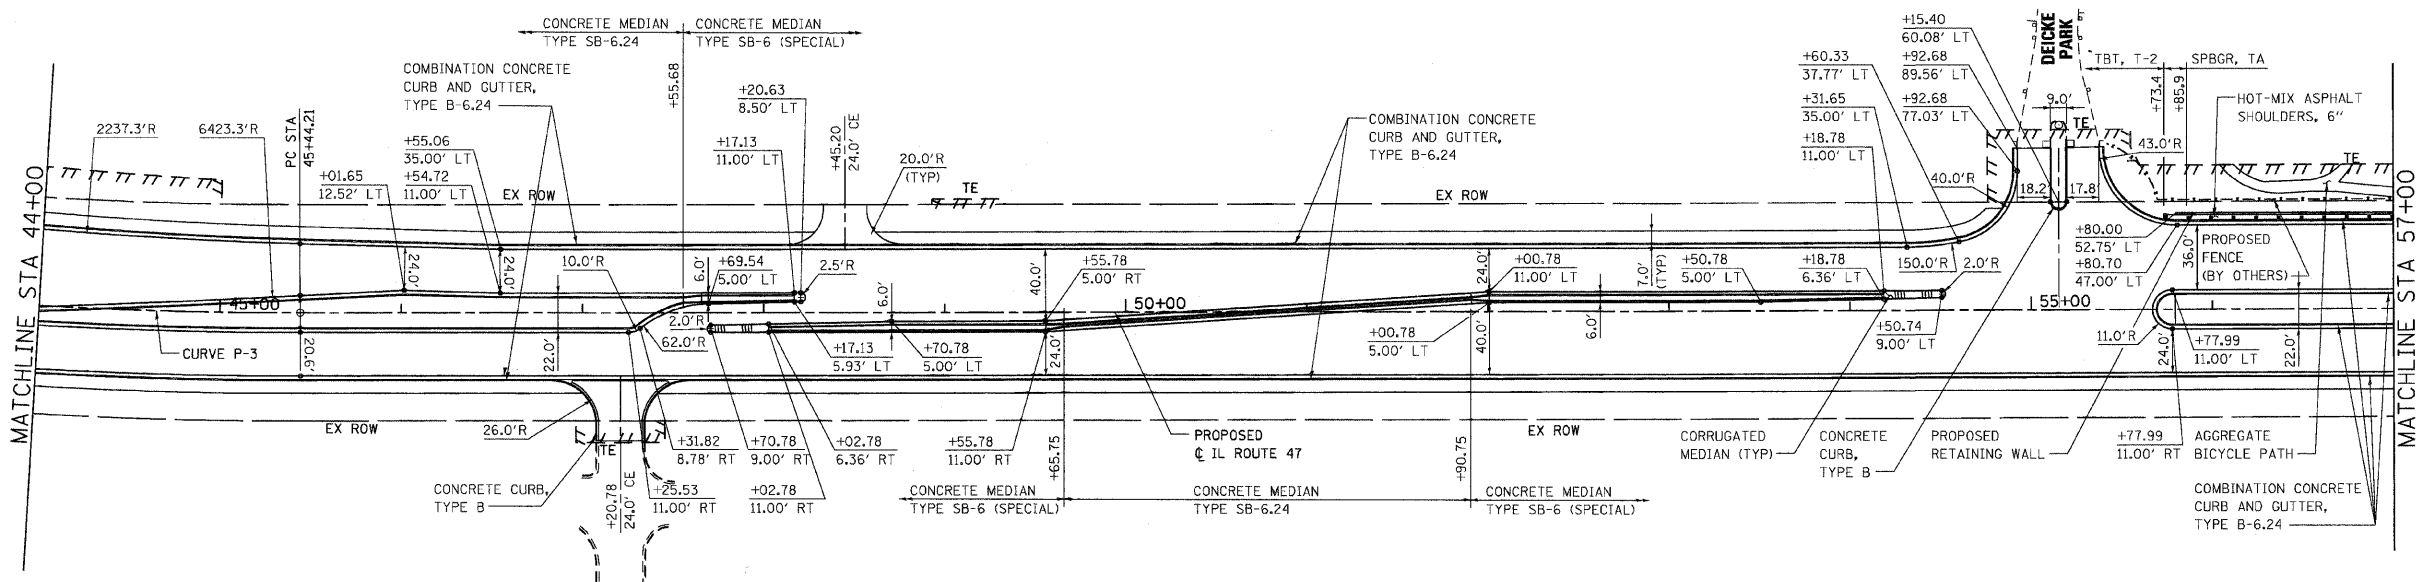 CONCRETE MEDIAN
TYPE SB-6.24
CONCRETE MEDIAN
TYPE SB-6 (SPECIAL)
+55.68
COMBINATION CONCRETE
CURB AND GUTTER,
TYPE B-6.24
2237.3'R
6423.3'R
PC STA
45+44.21
+01.65
12.52' LT
+55.06
35.00' LT
+54.72
11.00' LT
EX ROW
+20.63
8.50' LT
+17.13
11.00' LT
+45.20
24.0' CE
20.0'R
(TYP)
TE
COMBINATION CONCRETE
CURB AND GUTTER,
TYPE B-6.24
EX ROW
+60.33
37.77' LT
+31.65
35.00' LT
+18.78
11.00' LT
+15.40
60.08' LT
+92.68
89.56' LT
+92.68
77.03' LT
40.0'R
DEICKE
PARK
9.0'
TE
TBT, T-2
SPBGR, TA
+73.4
+85.9
HOT-MIX ASPHALT
SHOULDERS, 6"
43.0'R
TE
18.2'
17.8'
MATCHLINE STA 44+00
MATCHLINE STA 57+00
24.0'
24.0'
10.0'R
6.0'
+69.54
5.00' LT
2.5'R
6.0'
40.0'
+55.78
5.00' RT
24.0'
+00.78
11.00' LT
7.0'
(TYP)
+50.78
5.00' LT
+18.78
6.36' LT
150.0'R
2.0'R
+80.00
52.75' LT
+80.70
47.00' LT
36.0'
PROPOSED
FENCE
(BY OTHERS)
45+00
50+00
55+00
CURVE P-3
20.6'
22.0'
2.0'R
62.0'R
+17.13
5.93' LT
+70.78
5.00' LT
24.0'
+00.78
5.00' LT
40.0'
6.0'
+50.74
9.00' LT
11.0'R
24.0'
+77.99
11.00' LT
22.0'
EX ROW
26.0'R
TE
+31.82
8.78' RT
+70.78
9.00' RT
+02.78
6.36' RT
+55.78
11.00' RT
+65.75
PROPOSED
℄ IL ROUTE 47
+90.75
EX ROW
CORRUGATED
MEDIAN (TYP)
CONCRETE
CURB,
TYPE B
PROPOSED
RETAINING WALL
+77.99
11.00' RT
AGGREGATE
BICYCLE PATH
CONCRETE CURB,
TYPE B
+20.78
24.0' CE
+25.53
11.00' RT
+02.78
11.00' RT
CONCRETE MEDIAN
TYPE SB-6 (SPECIAL)
CONCRETE MEDIAN
TYPE SB-6.24
CONCRETE MEDIAN
TYPE SB-6 (SPECIAL)
COMBINATION CONCRETE
CURB AND GUTTER,
TYPE B-6.24